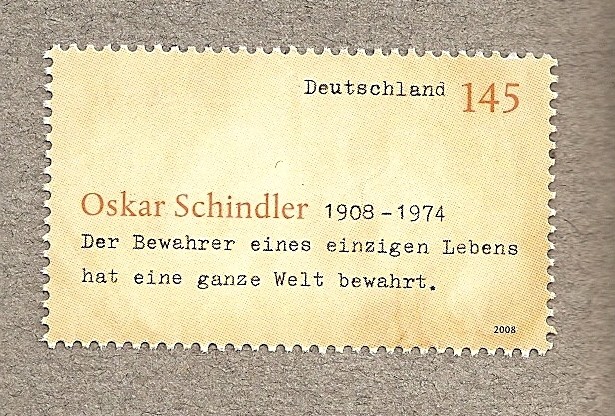 Deutschland 145
Oskar Schindler 1908 – 1974
Der Bewahrer eines einzigen Lebens
hat eine ganze Welt bewahrt.
2008